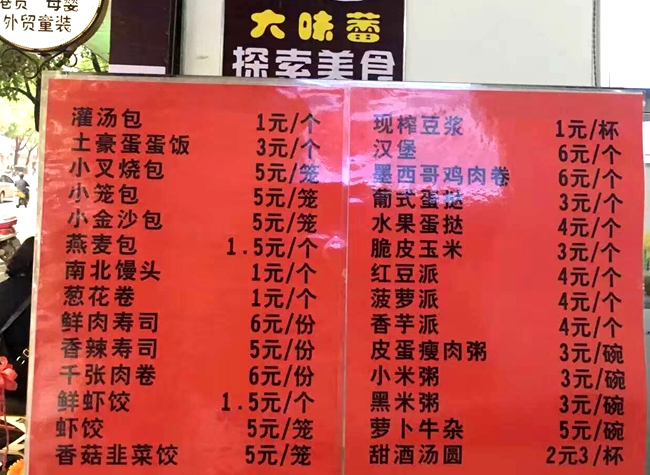 母婴
外贸童装
大味蕾
探索美食
灌汤包 1元/个
土豪蛋蛋饭 3元/个
小叉烧包 5元/笼
小笼包 5元/笼
小金沙包 5元/笼
燕麦包 1.5元/个
南北馒头 1元/个
葱花卷 1元/个
鲜肉寿司 6元/份
香辣寿司 5元/份
千张肉卷 6元/份
鲜虾饺 1.5元/个
虾饺 5元/笼
香菇韭菜饺 5元/笼
现榨豆浆 1元/杯
汉堡 6元/个
墨西哥鸡肉卷 6元/个
葡式蛋挞 3元/个
水果蛋挞 4元/个
脆皮玉米 3元/个
红豆派 4元/个
菠萝派 4元/个
香芋派 4元/个
皮蛋瘦肉粥 3元/碗
小米粥 3元/碗
黑米粥 3元/碗
萝卜牛杂 5元/碗
甜酒汤圆 2元3/杯